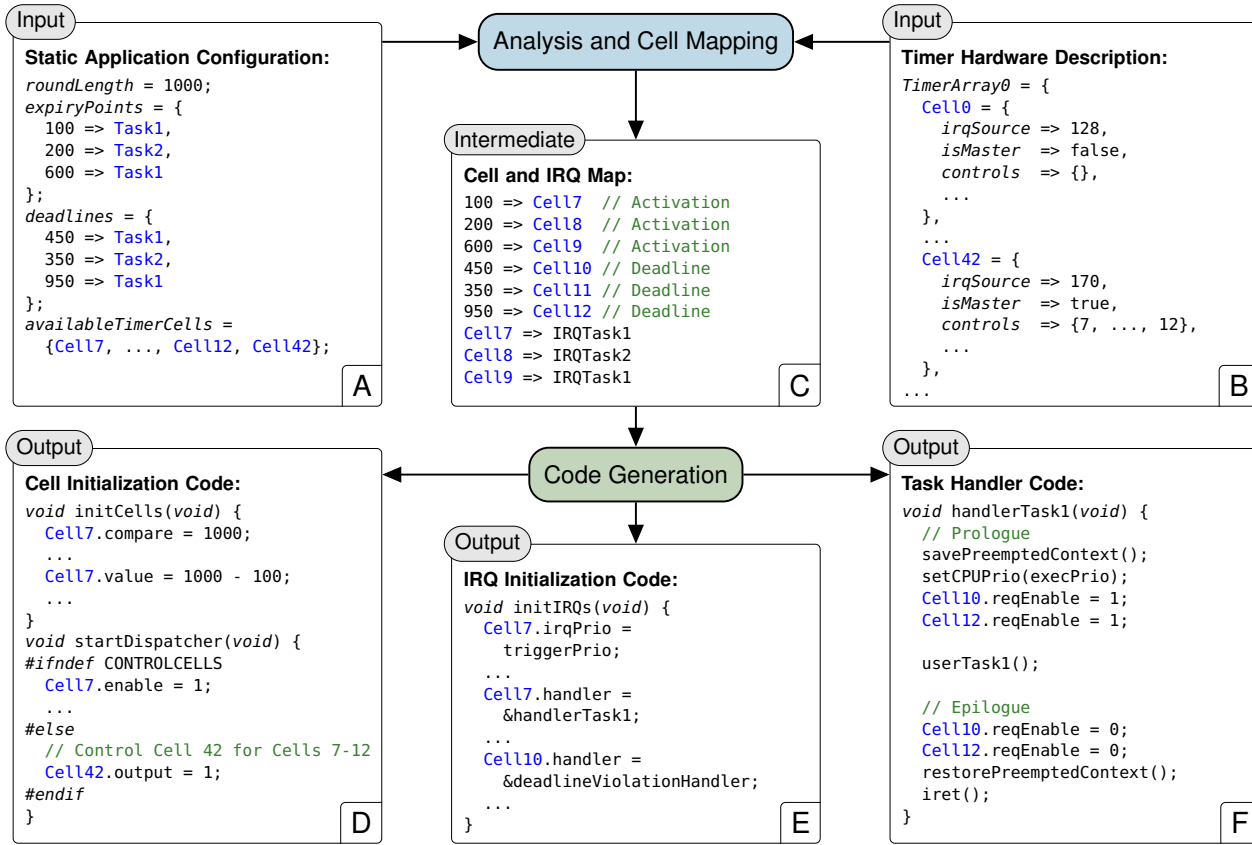 Input
Static Application Configuration:
roundLength = 1000;
expiryPoints = {
  100 => Task1,
  200 => Task2,
  600 => Task1
};
deadlines = {
  450 => Task1,
  350 => Task2,
  950 => Task1
};
availableTimerCells =
  {Cell7, ..., Cell12, Cell42};
A
Analysis and Cell Mapping
Intermediate
Cell and IRQ Map:
100 => Cell7  // Activation
200 => Cell8  // Activation
600 => Cell9  // Activation
450 => Cell10 // Deadline
350 => Cell11 // Deadline
950 => Cell12 // Deadline
Cell7 => IRQTask1
Cell8 => IRQTask2
Cell9 => IRQTask1
C
Input
Timer Hardware Description:
TimerArray0 = {
  Cell0 = {
    irqSource => 128,
    isMaster  => false,
    controls  => {},
    ...
  },
  ...
  Cell42 = {
    irqSource => 170,
    isMaster  => true,
    controls  => {7, ..., 12},
    ...
  },
...
B
Code Generation
Output
Cell Initialization Code:
void initCells(void) {
  Cell7.compare = 1000;
  ...
  Cell7.value = 1000 - 100;
  ...
}
void startDispatcher(void) {
#ifndef CONTROLCELLS
  Cell7.enable = 1;
  ...
#else
  // Control Cell 42 for Cells 7-12
  Cell42.output = 1;
#endif
}
D
Output
IRQ Initialization Code:
void initIRQs(void) {
  Cell7.irqPrio =
    triggerPrio;
  ...
  Cell7.handler =
    &handlerTask1;
  ...
  Cell10.handler =
    &deadlineViolationHandler;
  ...
}
E
Output
Task Handler Code:
void handlerTask1(void) {
  // Prologue
  savePreemptedContext();
  setCPUPrio(execPrio);
  Cell10.reqEnable = 1;
  Cell12.reqEnable = 1;
  userTask1();
  // Epilogue
  Cell10.reqEnable = 0;
  Cell12.reqEnable = 0;
  restorePreemptedContext();
  iret();
}
F